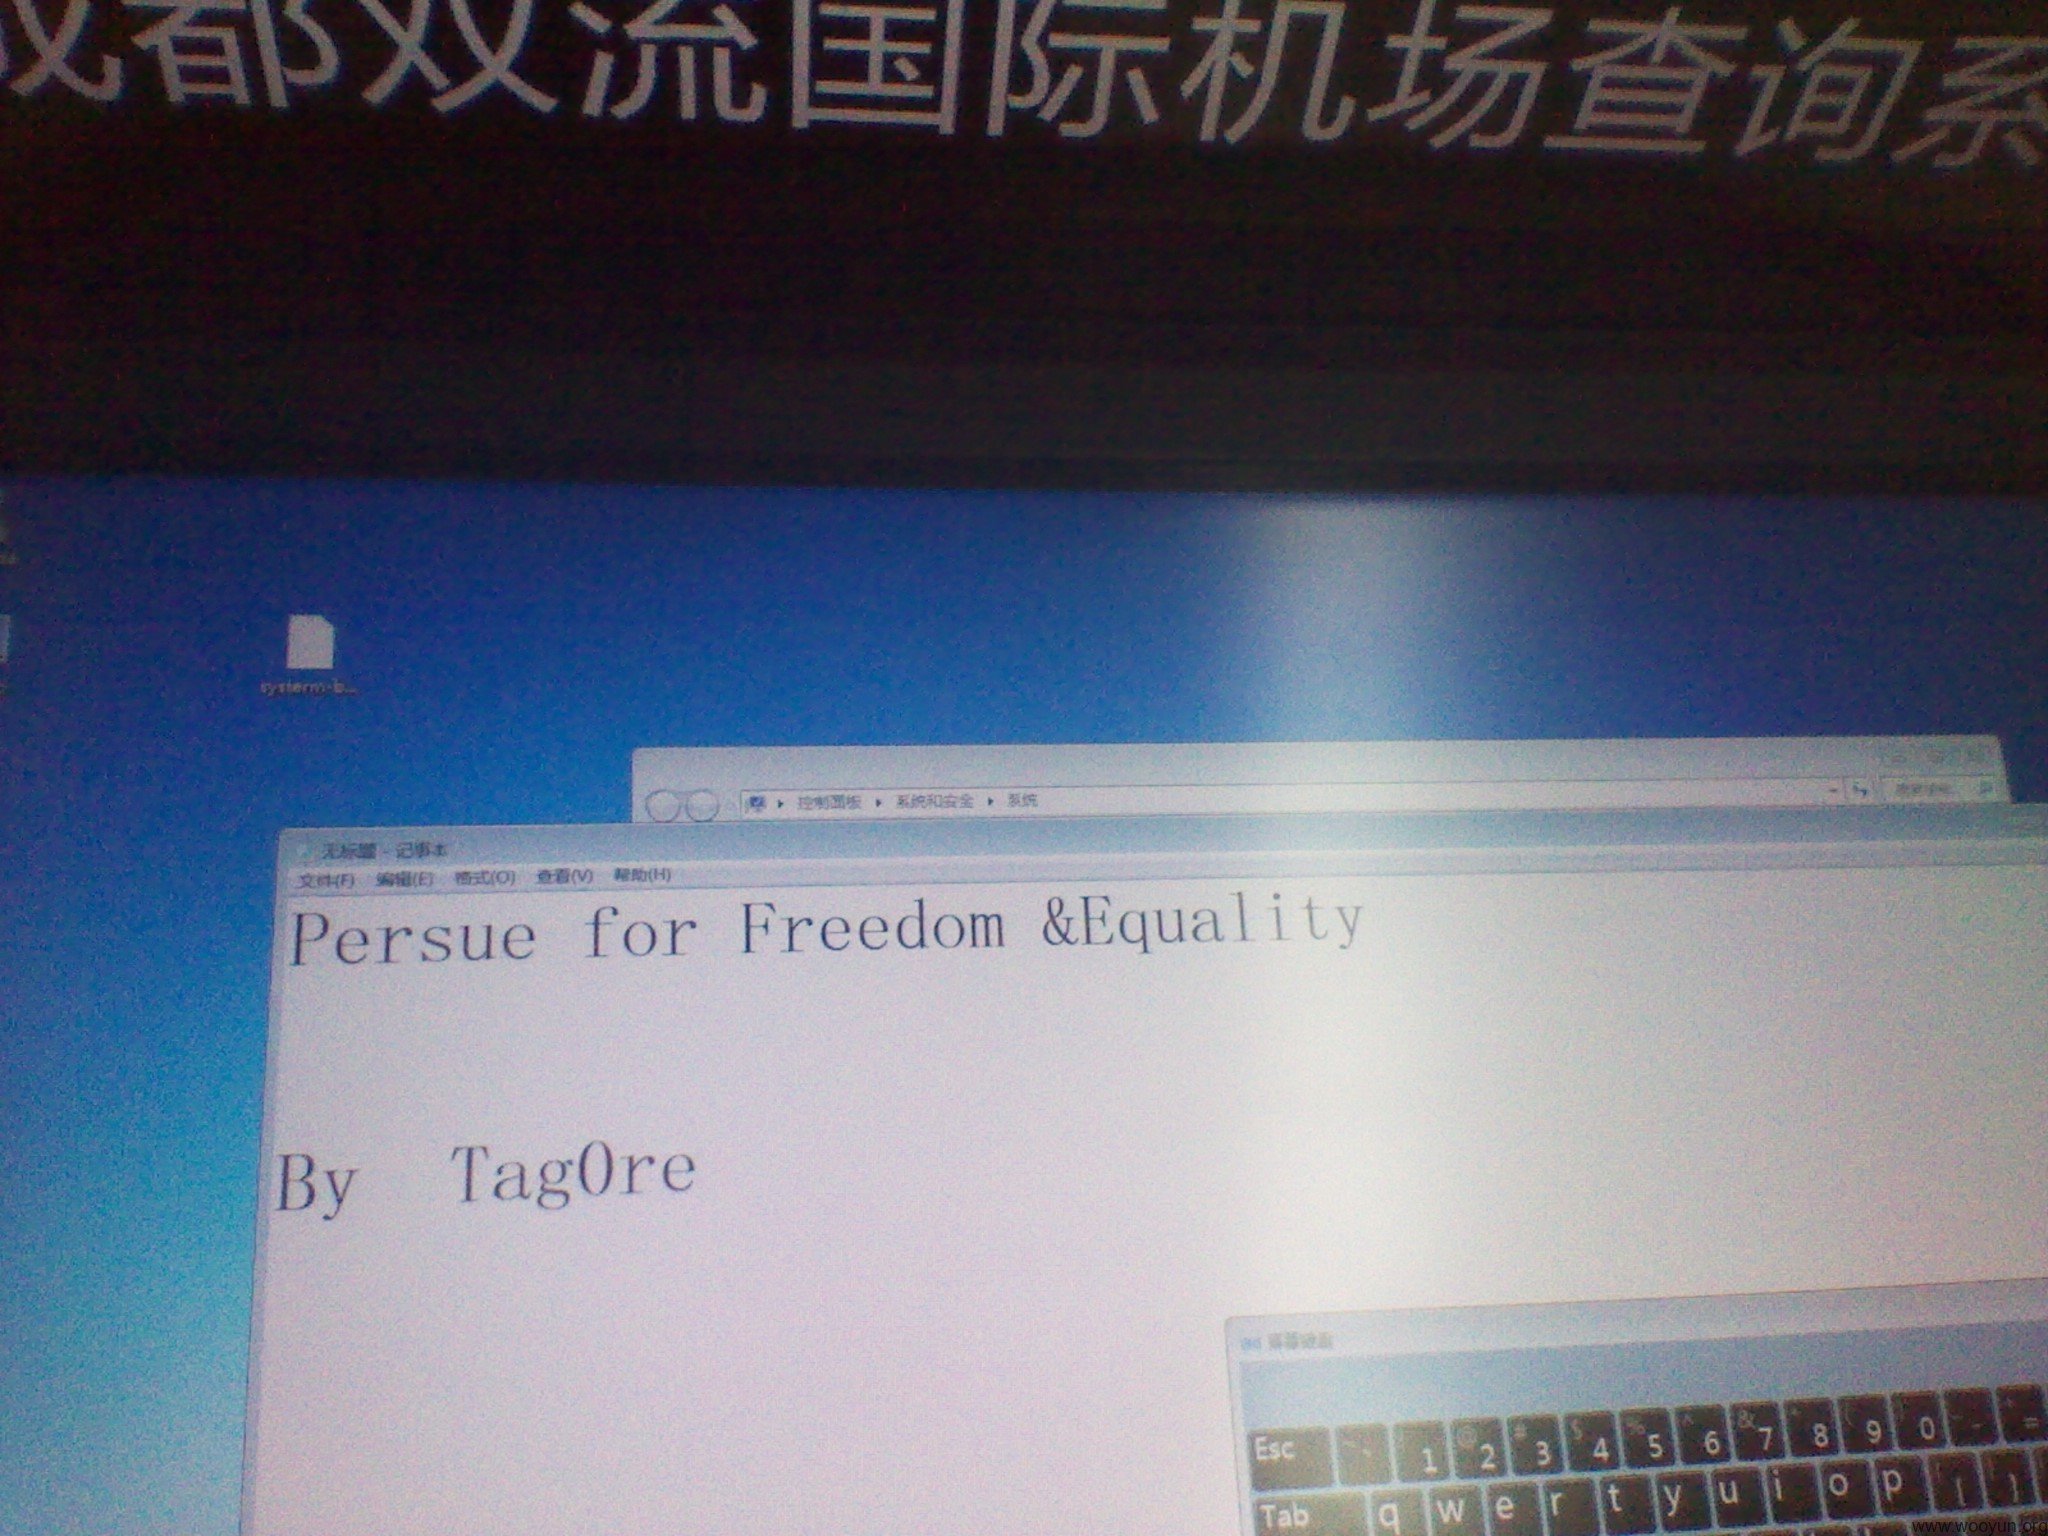 成都双流国际机场查询系
systerm-b...
控制面板 系统和安全 系统
无标题 - 记事本
文件(F) 编辑(E) 格式(O) 查看(V) 帮助(H)
Persue for Freedom &Equality
By TagOre
屏幕键盘
Esc 1 @ 2 # 3 $ 4 % 5 ^ 6 & 7 8 9 0 - =
Tab q w e r t y u i o p [ ]
www.wooyun.org